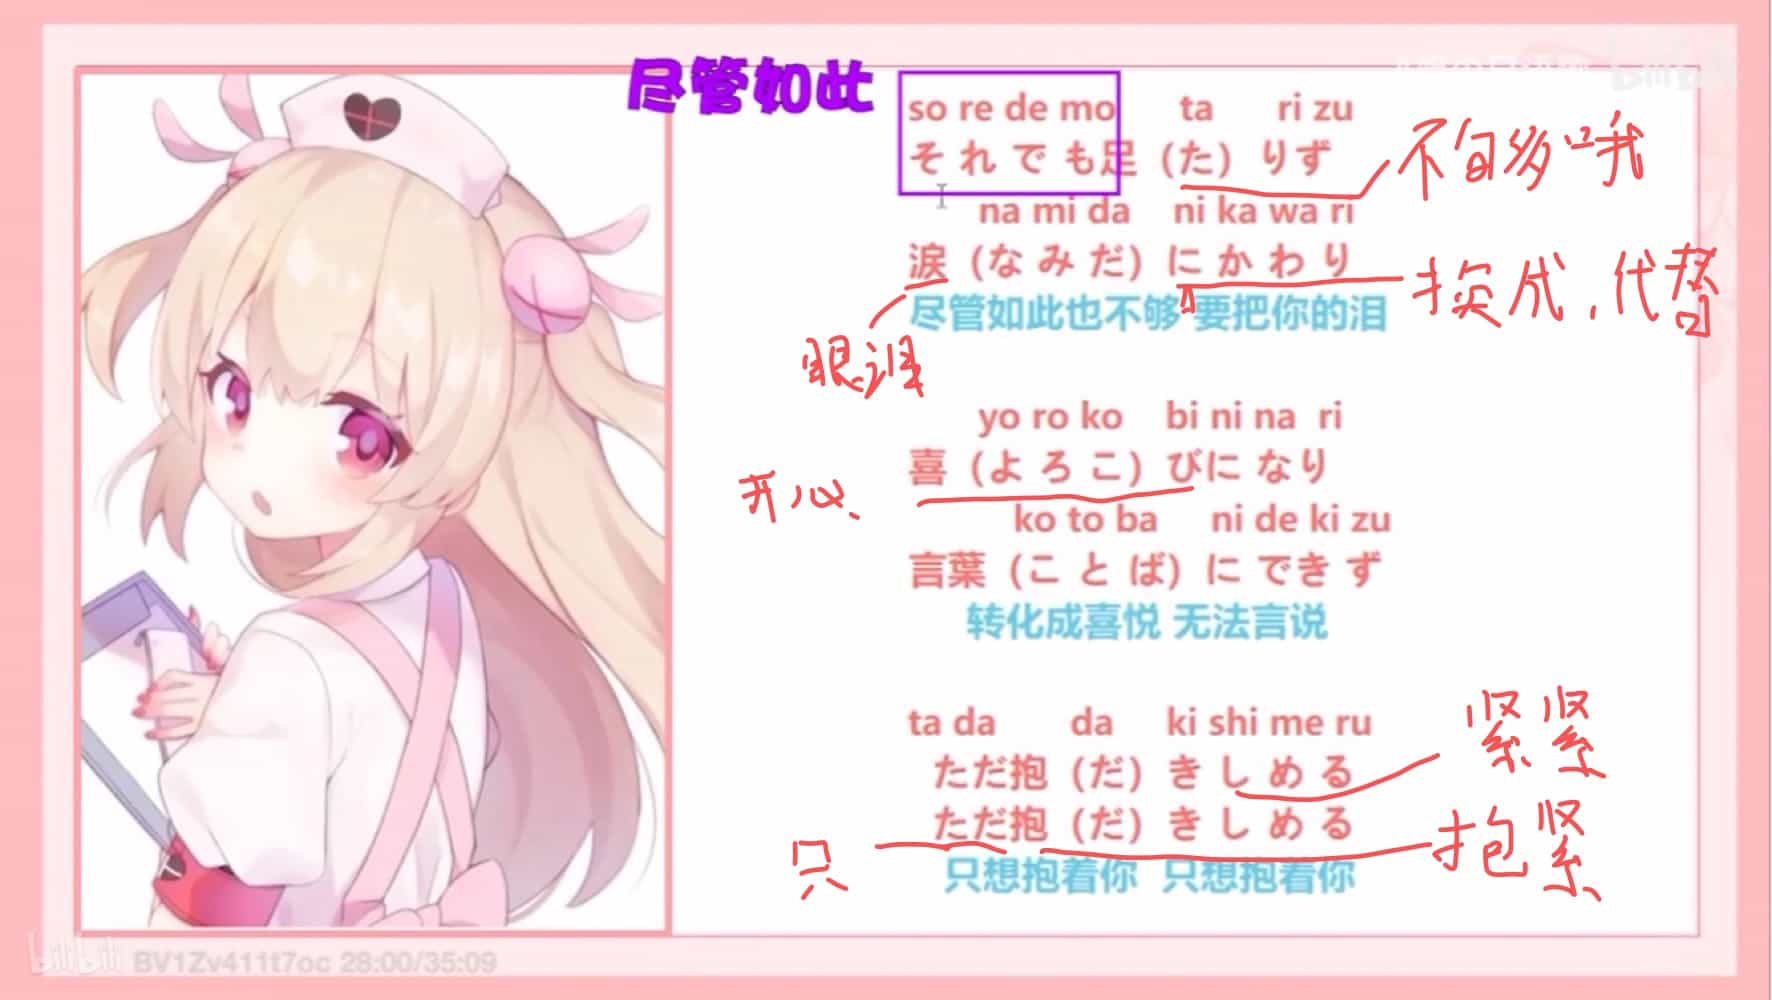 尽管如此
so re de mo ta ri zu
それでも足（た）りず
不够哦
na mi da ni ka wa ri
涙（なみだ）にかわり
换成，代替
尽管如此也不够 要把你的泪
眼泪
yo ro ko bi ni na ri
喜（よろこ）びになり
开心
ko to ba ni de ki zu
言葉（ことば）にできず
转化成喜悦 无法言说
ta da da ki shi me ru
紧紧
ただ抱（だ）きしめる
ただ抱（だ）きしめる
只
抱紧
只想抱着你 只想抱着你
bilibili BV1Zv411t7oc 28:00/35:09